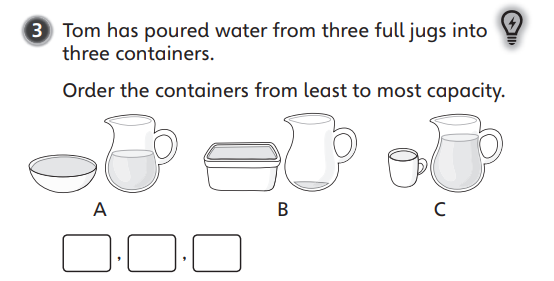 3 Tom has poured water from three full jugs into
three containers.
Order the containers from least to most capacity.
A B C
, ,